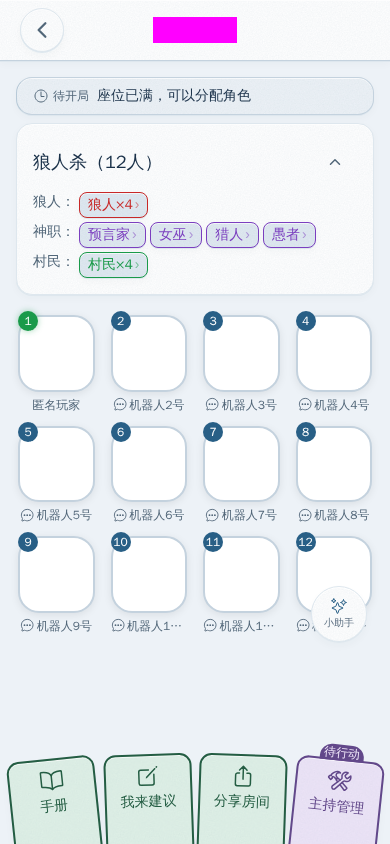 待开局 座位已满，可以分配角色
狼人杀（12人）
狼人： 狼人×4›
神职： 预言家› 女巫› 猎人› 愚者›
村民： 村民×4›
1 2 3 4
匿名玩家 机器人2号 机器人3号 机器人4号
5 6 7 8
机器人5号 机器人6号 机器人7号 机器人8号
9 10 11 12
机器人9号 机器人1… 机器人1…
小助手
待行动
手册 我来建议 分享房间 主持管理